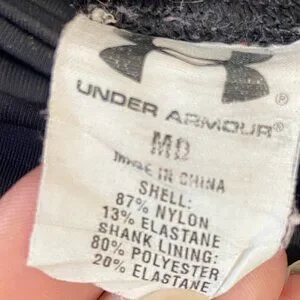 UNDER ARMOUR®
MD
MADE IN CHINA
SHELL:
87% NYLON
13% ELASTANE
SHANK LINING:
80% POLYESTER
20% ELASTANE